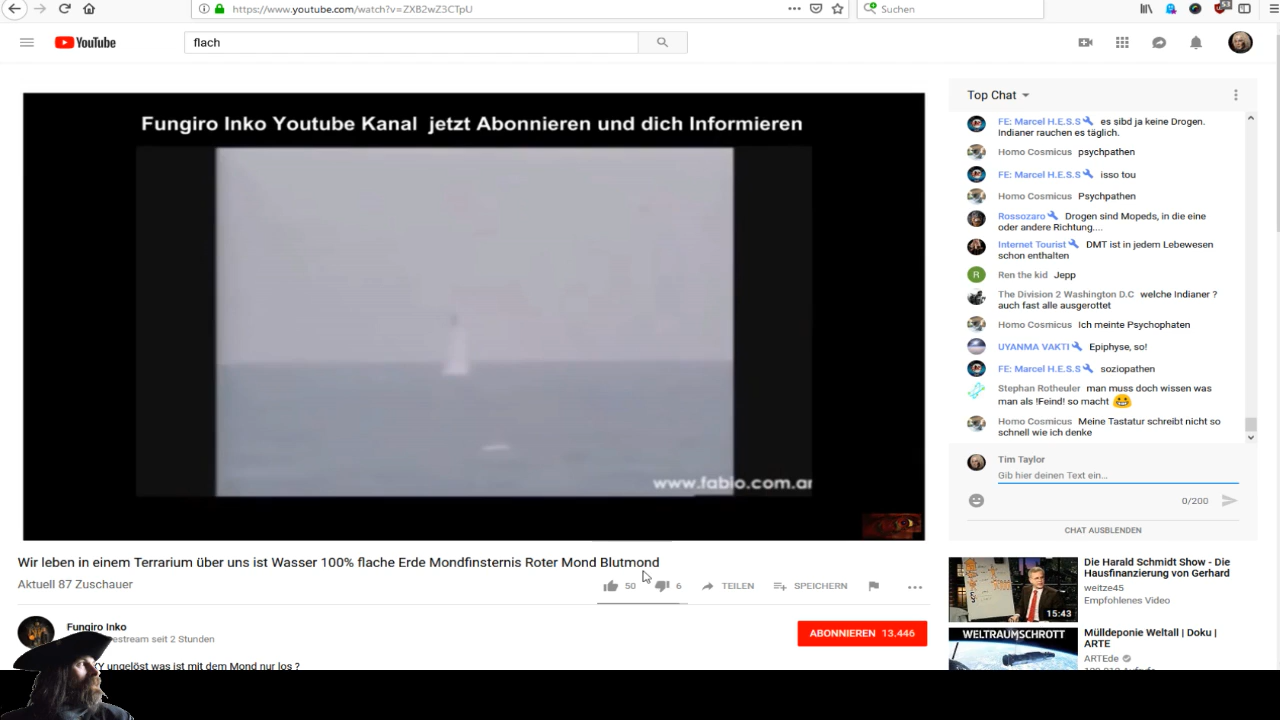 https://www.youtube.com/watch?v=ZXB2wZ3CTpU
Suchen
53
YouTube
flach
Fungiro Inko Youtube Kanal jetzt Abonnieren und dich Informieren
www.fabio.com.ar
Wir leben in einem Terrarium über uns ist Wasser 100% flache Erde Mondfinsternis Roter Mond Blutmond
Aktuell 87 Zuschauer
50
6
TEILEN
SPEICHERN
Fungiro Inko
estream seit 2 Stunden
ABONNIEREN 13.446
Y ungelöst was ist mit dem Mond nur los ?
Top Chat
FE: Marcel H.E.S.S es sibd ja keine Drogen.
Indianer rauchen es täglich.
Homo Cosmicus psychpathen
FE: Marcel H.E.S.S isso tou
Homo Cosmicus Psychpathen
Rossozaro Drogen sind Mopeds, in die eine
oder andere Richtung....
Internet Tourist DMT ist in jedem Lebewesen
schon enthalten
R
Ren the kid Jepp
The Division 2 Washington D.C welche Indianer ?
auch fast alle ausgerottet
Homo Cosmicus Ich meinte Psychophaten
UYANMA VAKTI Epiphyse, so!
FE: Marcel H.E.S.S soziopathen
Stephan Rotheuler man muss doch wissen was
man als !Feind! so macht
Homo Cosmicus Meine Tastatur schreibt nicht so
schnell wie ich denke
Tim Taylor
Gib hier deinen Text ein...
0/200
CHAT AUSBLENDEN
15:43
Die Harald Schmidt Show - Die
Hausfinanzierung von Gerhard
weitze45
Empfohlenes Video
WELTRAUMSCHROTT
Mülldeponie Weltall | Doku |
ARTE
ARTEde